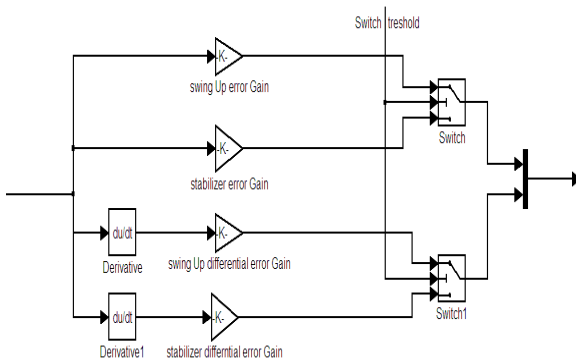 Switch treshold
-K-
swing Up error Gain
-K-
stabilizer error Gain
Switch
du/dt
Derivative
-K-
swing Up differential error Gain
du/dt
Derivative1
-K-
stabilizer differntial error Gain
Switch1